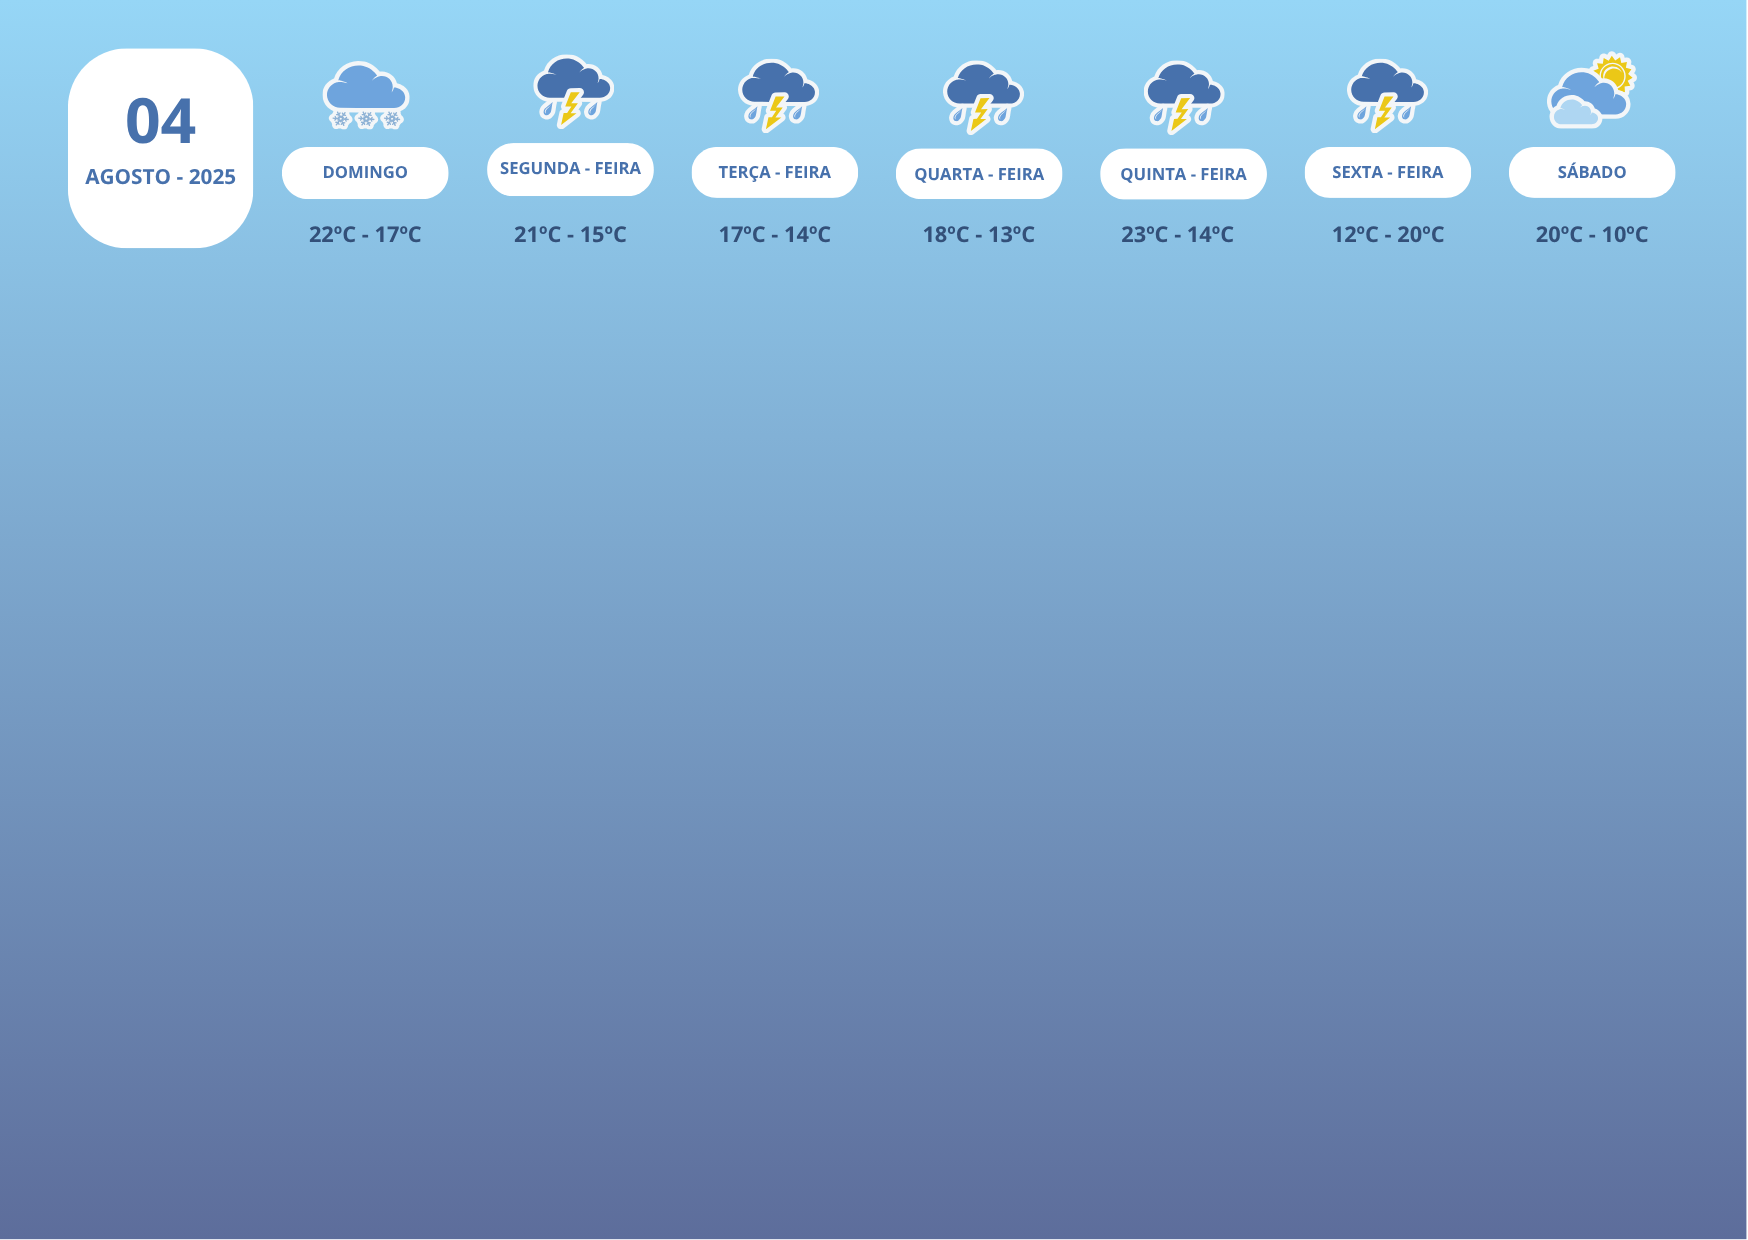 04
AGOSTO - 2025
DOMINGO
22ºC - 17ºC
SEGUNDA - FEIRA
21ºC - 15ºC
TERÇA - FEIRA
17ºC - 14ºC
QUARTA - FEIRA
18ºC - 13ºC
QUINTA - FEIRA
23ºC - 14ºC
SEXTA - FEIRA
12ºC - 20ºC
SÁBADO
20ºC - 10ºC